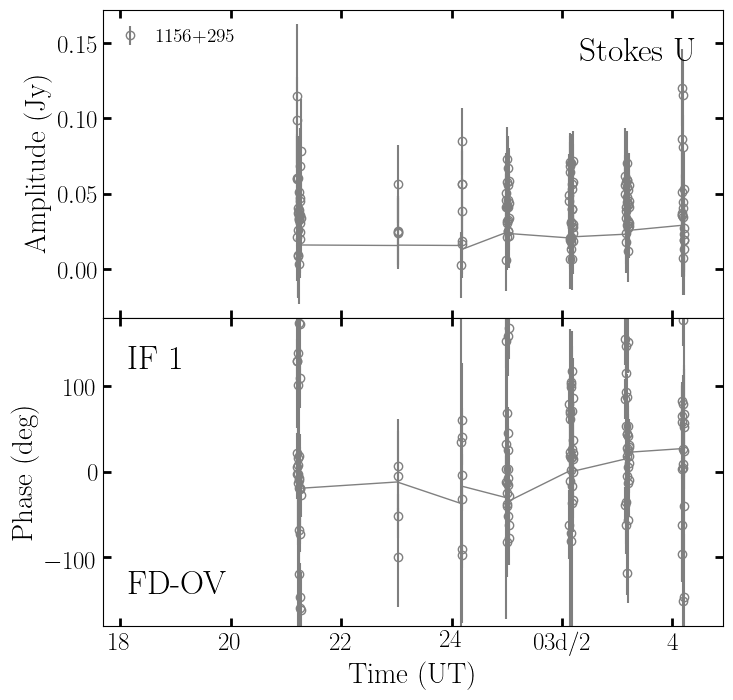 1156+295
Stokes U
0.15
0.10
0.05
0.00
Amplitude (Jy)
IF 1
100
0
−100
Phase (deg)
FD-OV
18 20 22 24 03d/2 4
Time (UT)